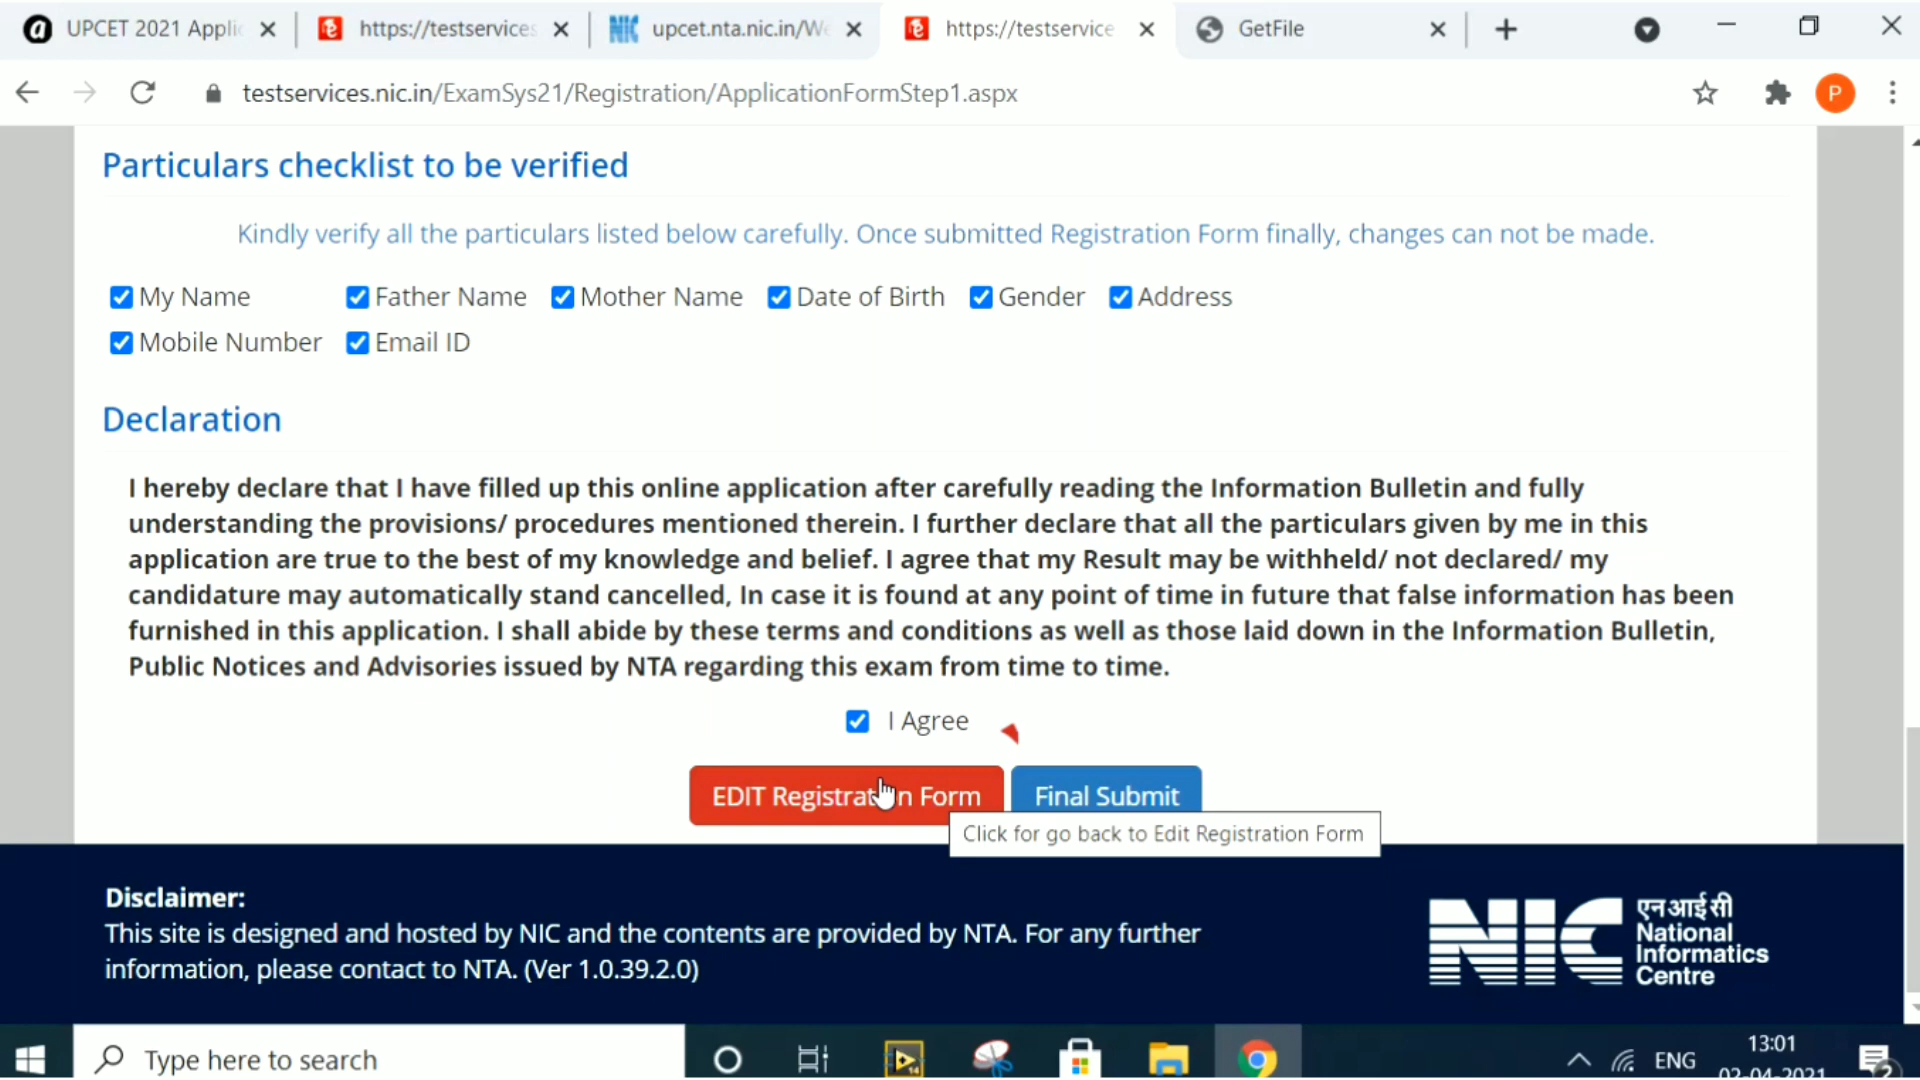 UPCET 2021 Applic
https://testservices
upcet.nta.nic.in/We
https://testservice
GetFile
testservices.nic.in/ExamSys21/Registration/ApplicationFormStep1.aspx
P
Particulars checklist to be verified
Kindly verify all the particulars listed below carefully. Once submitted Registration Form finally, changes can not be made.
My Name Father Name Mother Name Date of Birth Gender Address
Mobile Number Email ID
Declaration
I hereby declare that I have filled up this online application after carefully reading the Information Bulletin and fully
understanding the provisions/ procedures mentioned therein. I further declare that all the particulars given by me in this
application are true to the best of my knowledge and belief. I agree that my Result may be withheld/ not declared/ my
candidature may automatically stand cancelled, In case it is found at any point of time in future that false information has been
furnished in this application. I shall abide by these terms and conditions as well as those laid down in the Information Bulletin,
Public Notices and Advisories issued by NTA regarding this exam from time to time.
I Agree
EDIT Registration Form Final Submit
Click for go back to Edit Registration Form
Disclaimer:
This site is designed and hosted by NIC and the contents are provided by NTA. For any further
information, please contact to NTA. (Ver 1.0.39.2.0)
NIC
एनआईसी
National
Informatics
Centre
Type here to search
ENG
13:01
02-04-2021
2